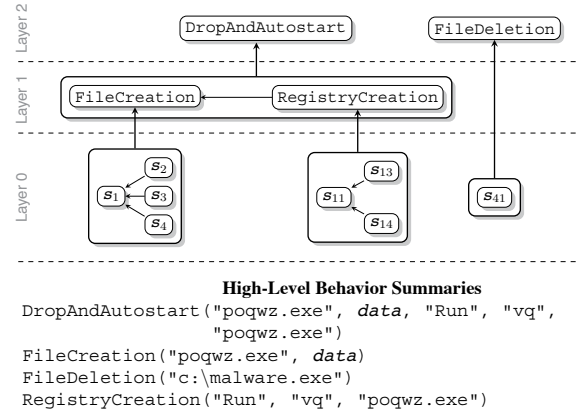 Layer 2
DropAndAutostart
FileDeletion
Layer 1
FileCreation
RegistryCreation
Layer 0
s1
s2
s3
s4
s11
s13
s14
s41
High-Level Behavior Summaries
DropAndAutostart("poqwz.exe", data, "Run", "vq",
"poqwz.exe")
FileCreation("poqwz.exe", data)
FileDeletion("c:\malware.exe")
RegistryCreation("Run", "vq", "poqwz.exe")